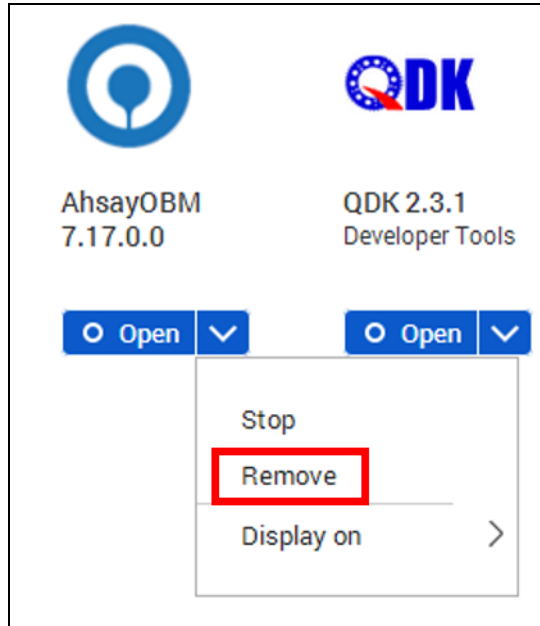 QDK
AhsayOBM
7.17.0.0
QDK 2.3.1
Developer Tools
Open
Open
Stop
Remove
Display on